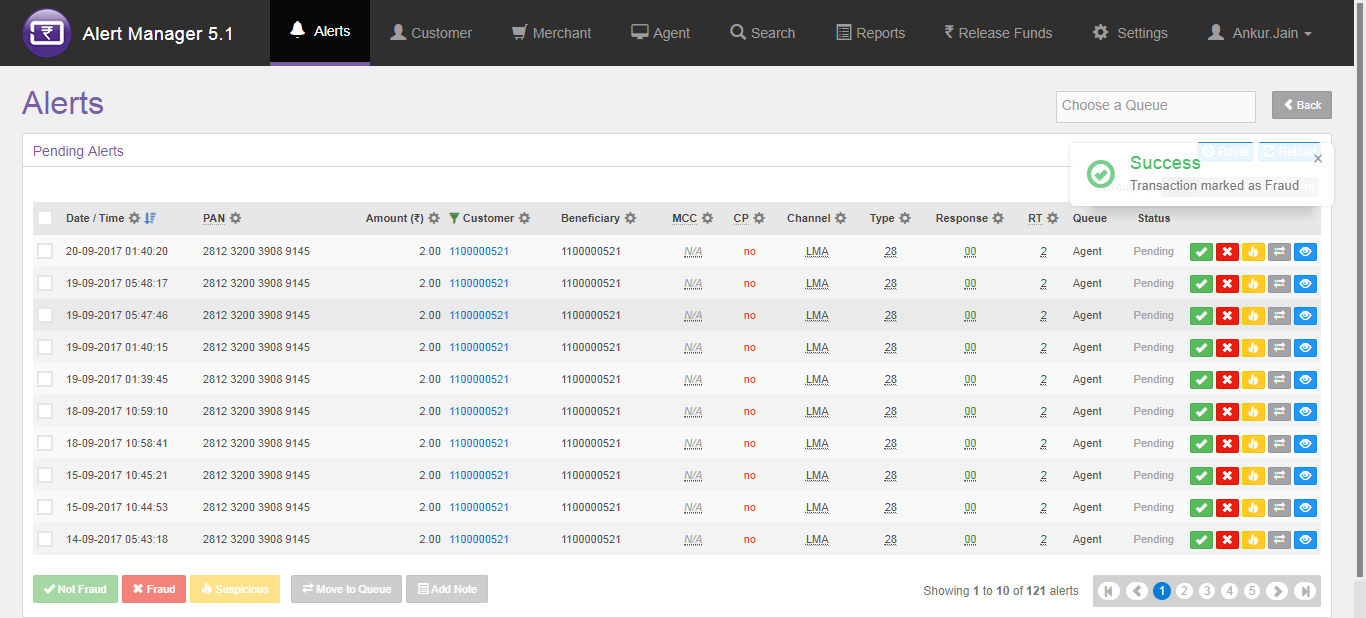 Alert Manager 5.1 Alerts Customer Merchant Agent Search Reports ₹ Release Funds Settings Ankur.Jain
Alerts
Choose a Queue
Back
Pending Alerts
Reset Reload
Success
×
Transaction marked as Fraud
Date / Time PAN Amount (₹) Customer Beneficiary MCC CP Channel Type Response RT Queue Status
20-09-2017 01:40:20 2812 3200 3908 9145 2.00 1100000521 1100000521 N/A no LMA 28 00 2 Agent Pending
19-09-2017 05:48:17 2812 3200 3908 9145 2.00 1100000521 1100000521 N/A no LMA 28 00 2 Agent Pending
19-09-2017 05:47:46 2812 3200 3908 9145 2.00 1100000521 1100000521 N/A no LMA 28 00 2 Agent Pending
19-09-2017 01:40:15 2812 3200 3908 9145 2.00 1100000521 1100000521 N/A no LMA 28 00 2 Agent Pending
19-09-2017 01:39:45 2812 3200 3908 9145 2.00 1100000521 1100000521 N/A no LMA 28 00 2 Agent Pending
18-09-2017 10:59:10 2812 3200 3908 9145 2.00 1100000521 1100000521 N/A no LMA 28 00 2 Agent Pending
18-09-2017 10:58:41 2812 3200 3908 9145 2.00 1100000521 1100000521 N/A no LMA 28 00 2 Agent Pending
15-09-2017 10:45:21 2812 3200 3908 9145 2.00 1100000521 1100000521 N/A no LMA 28 00 2 Agent Pending
15-09-2017 10:44:53 2812 3200 3908 9145 2.00 1100000521 1100000521 N/A no LMA 28 00 2 Agent Pending
14-09-2017 05:43:18 2812 3200 3908 9145 2.00 1100000521 1100000521 N/A no LMA 28 00 2 Agent Pending
Not Fraud Fraud Suspicious Move to Queue Add Note Showing 1 to 10 of 121 alerts 1 2 3 4 5